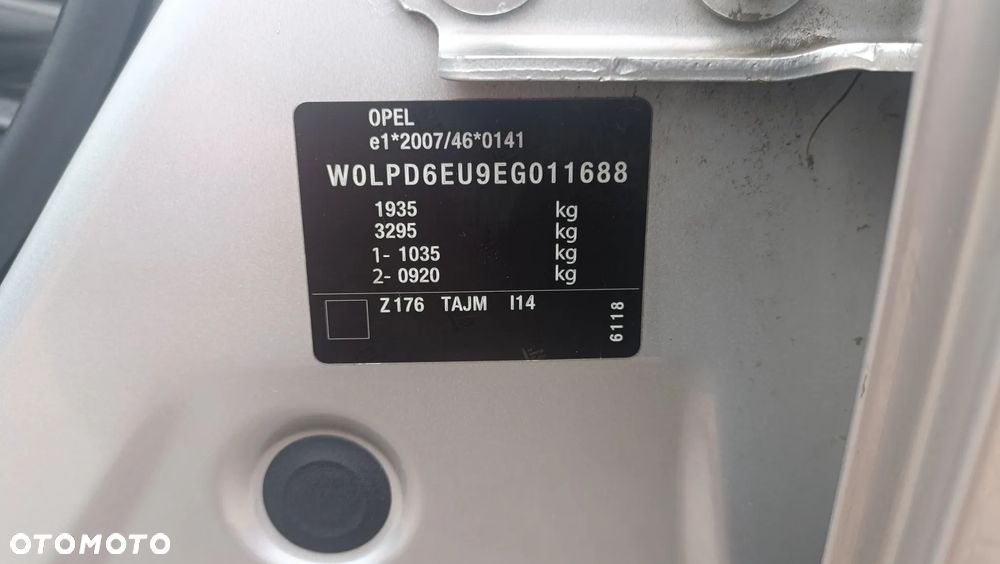 OPEL
e1*2007/46*0141
W0LPD6EU9EG011688
1935 kg
3295 kg
1- 1035 kg
2- 0920 kg
Z176 TAJM I14
6118
OTOMOTO